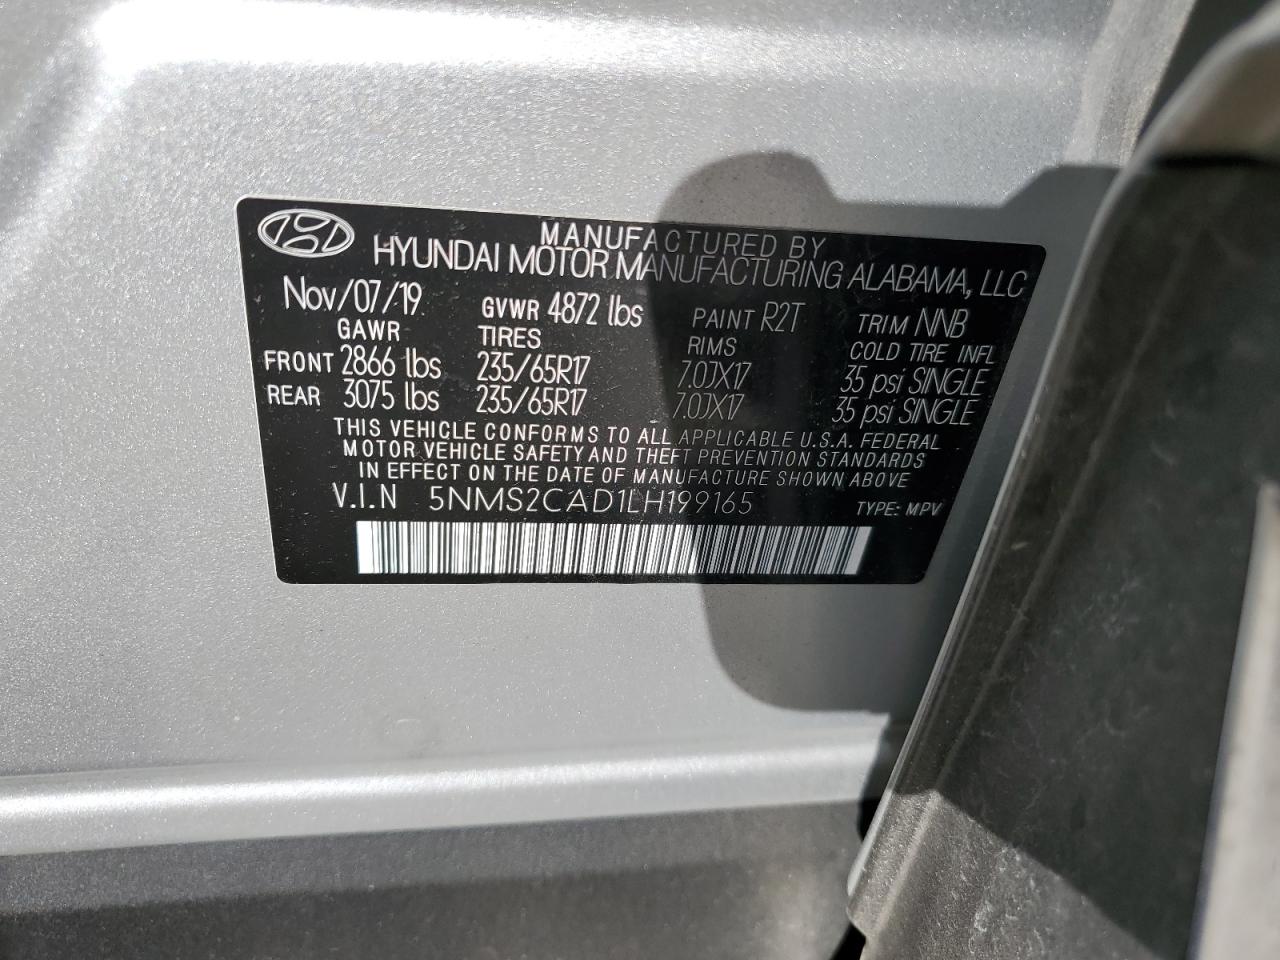 MANUFACTURED BY
HYUNDAI MOTOR MANUFACTURING ALABAMA, LLC
Nov/07/19 GVWR 4872 lbs PAINT R2T TRIM NNB
GAWR TIRES RIMS COLD TIRE INFL
FRONT 2866 lbs 235/65R17 7.0JX17 35 psi SINGLE
REAR 3075 lbs 235/65R17 7.0JX17 35 psi SINGLE
THIS VEHICLE CONFORMS TO ALL APPLICABLE U.S.A. FEDERAL
MOTOR VEHICLE SAFETY AND THEFT PREVENTION STANDARDS
IN EFFECT ON THE DATE OF MANUFACTURE SHOWN ABOVE
V.I.N 5NMS2CAD1LH199165 TYPE: MPV